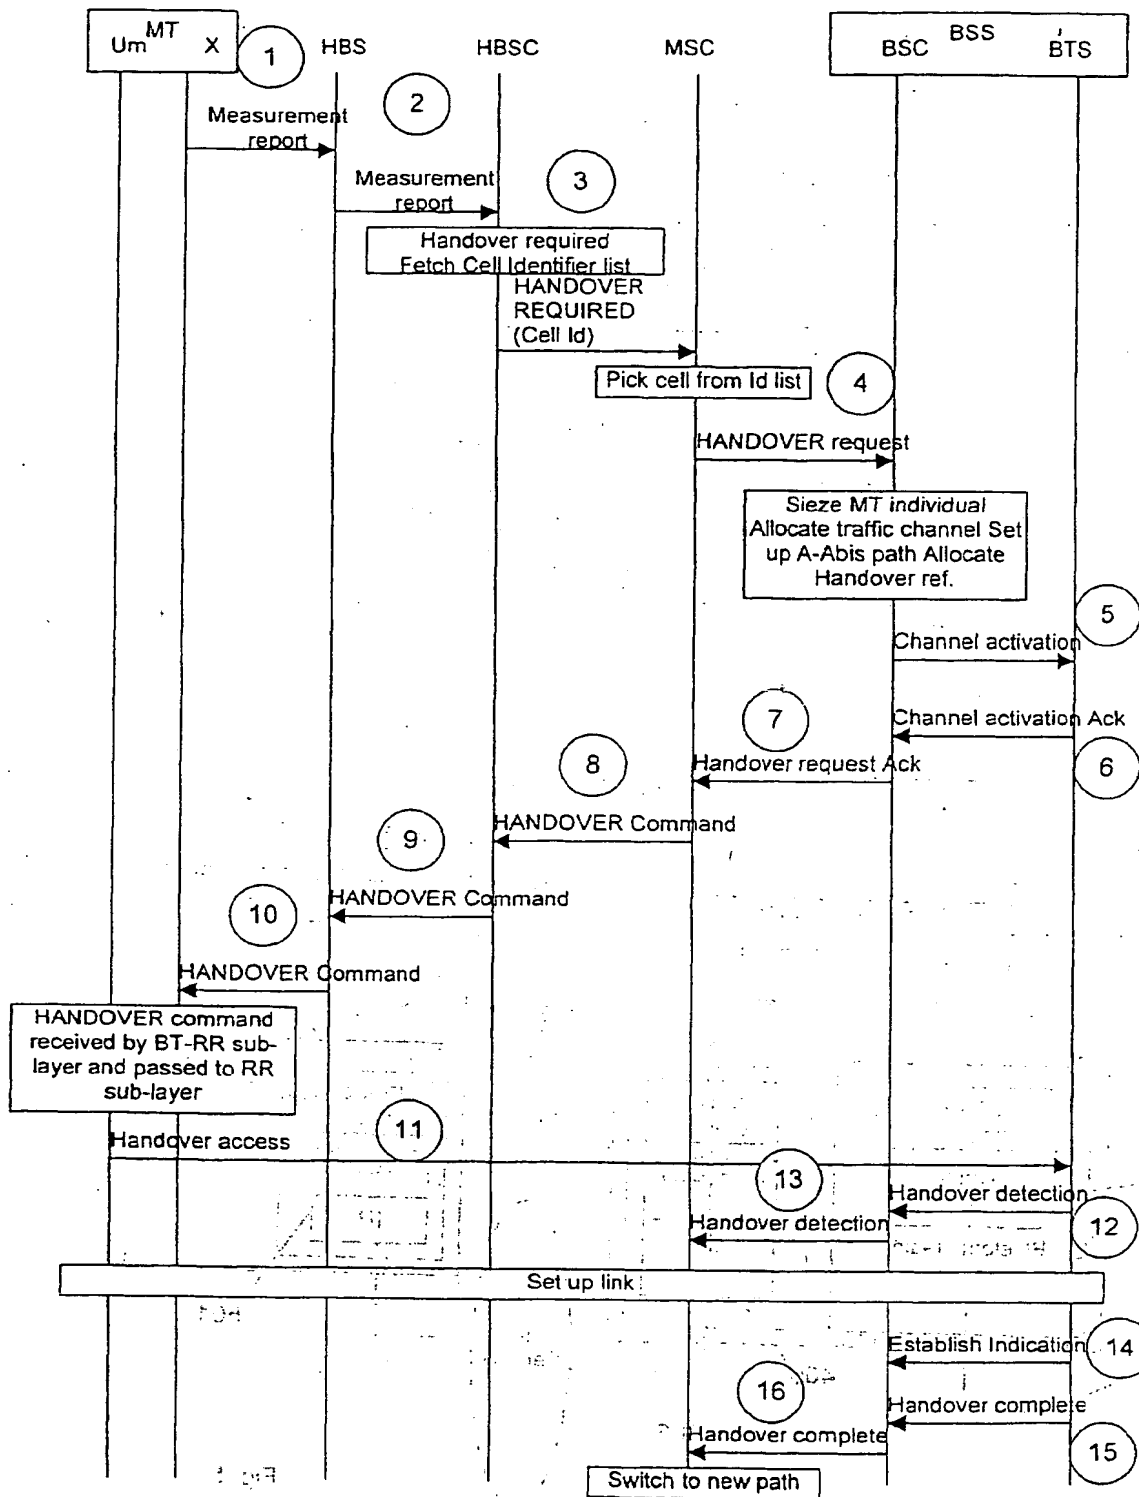 MT
Um X
1
HBS
HBSC
MSC
BSS
BSC BTS
Measurement
report
2
Measurement
report
3
Handover required
Fetch Cell Identifier list
HANDOVER
REQUIRED
(Cell Id)
Pick cell from Id list
4
HANDOVER request
Sieze MT individual
Allocate traffic channel Set
up A-Abis path Allocate
Handover ref.
5
Channel activation
Channel activation Ack
6
7
Handover request Ack
8
HANDOVER Command
9
HANDOVER Command
10
HANDOVER Command
HANDOVER command
received by BT-RR sub-
layer and passed to RR
sub-layer
11
Handover access
Handover detection
12
13
Handover detection
Set up link
Establish Indication
14
Handover complete
15
16
Handover complete
Switch to new path